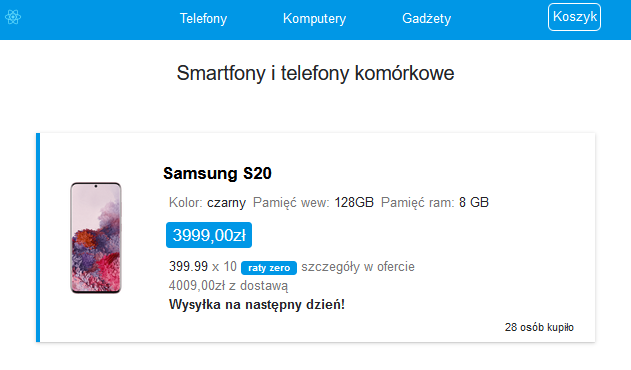 Telefony Komputery Gadżety Koszyk
Smartfony i telefony komórkowe
Samsung S20
Kolor: czarny Pamięć wew: 128GB Pamięć ram: 8 GB
3999,00zł
399.99 x 10 raty zero szczegóły w ofercie
4009,00zł z dostawą
Wysyłka na następny dzień!
28 osób kupiło